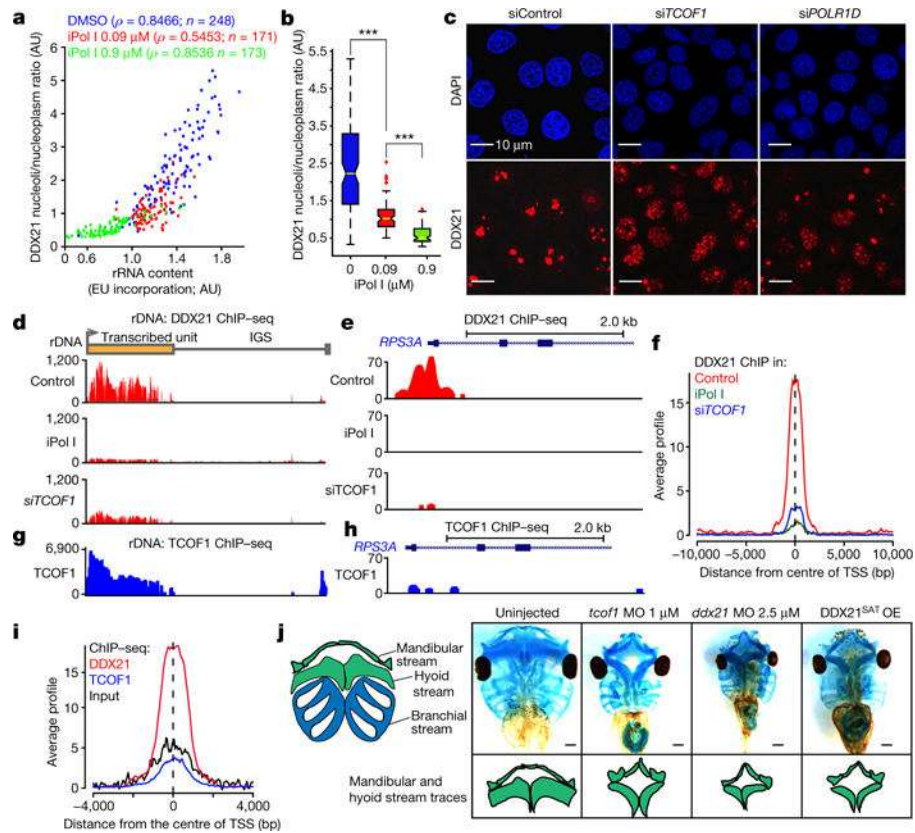 a
DMSO (ρ = 0.8466; n = 248)
iPol I 0.09 μM (ρ = 0.5453; n = 171)
iPol I 0.9 μM (ρ = 0.8536 n = 173)
DDX21 nucleoli/nucleoplasm ratio (AU)
6
5
4
3
2
1
0
0 0.6 1.0 1.4 1.8
rRNA content
(EU incorporation; AU)
b
DDX21 nucleoli/nucleoplasm ratio (AU)
5.5
4.5
3.5
2.5
1.5
0.5
***
***
0 0.09 0.9
iPol I (μM)
c
siControl siTCOF1 siPOLR1D
DAPI
10 μm
DDX21
d
rDNA: DDX21 ChIP–seq
rDNA Transcribed unit IGS
1,200
Control
0
1,200
iPol I
0
1,200
siTCOF1
0
e
DDX21 ChIP–seq
2.0 kb
RPS3A
70
Control
0
70
iPol I
0
70
siTCOF1
0
f
DDX21 ChIP in:
Control
iPol I
siTCOF1
Average profile
15
10
5
0
–10,000 –5,000 0 5,000 10,000
Distance from centre of TSS (bp)
g
rDNA: TCOF1 ChIP–seq
6,900
TCOF1
0
h
TCOF1 ChIP–seq 2.0 kb
RPS3A
70
TCOF1
0
i
ChIP–seq:
DDX21
TCOF1
Input
Average profile
15
10
5
0
–4,000 0 4,000
Distance from the centre of TSS (bp)
j
Mandibular
stream
Hyoid
stream
Branchial
stream
Uninjected tcof1 MO 1 μM ddx21 MO 2.5 μM DDX21SAT OE
Mandibular and
hyoid stream traces